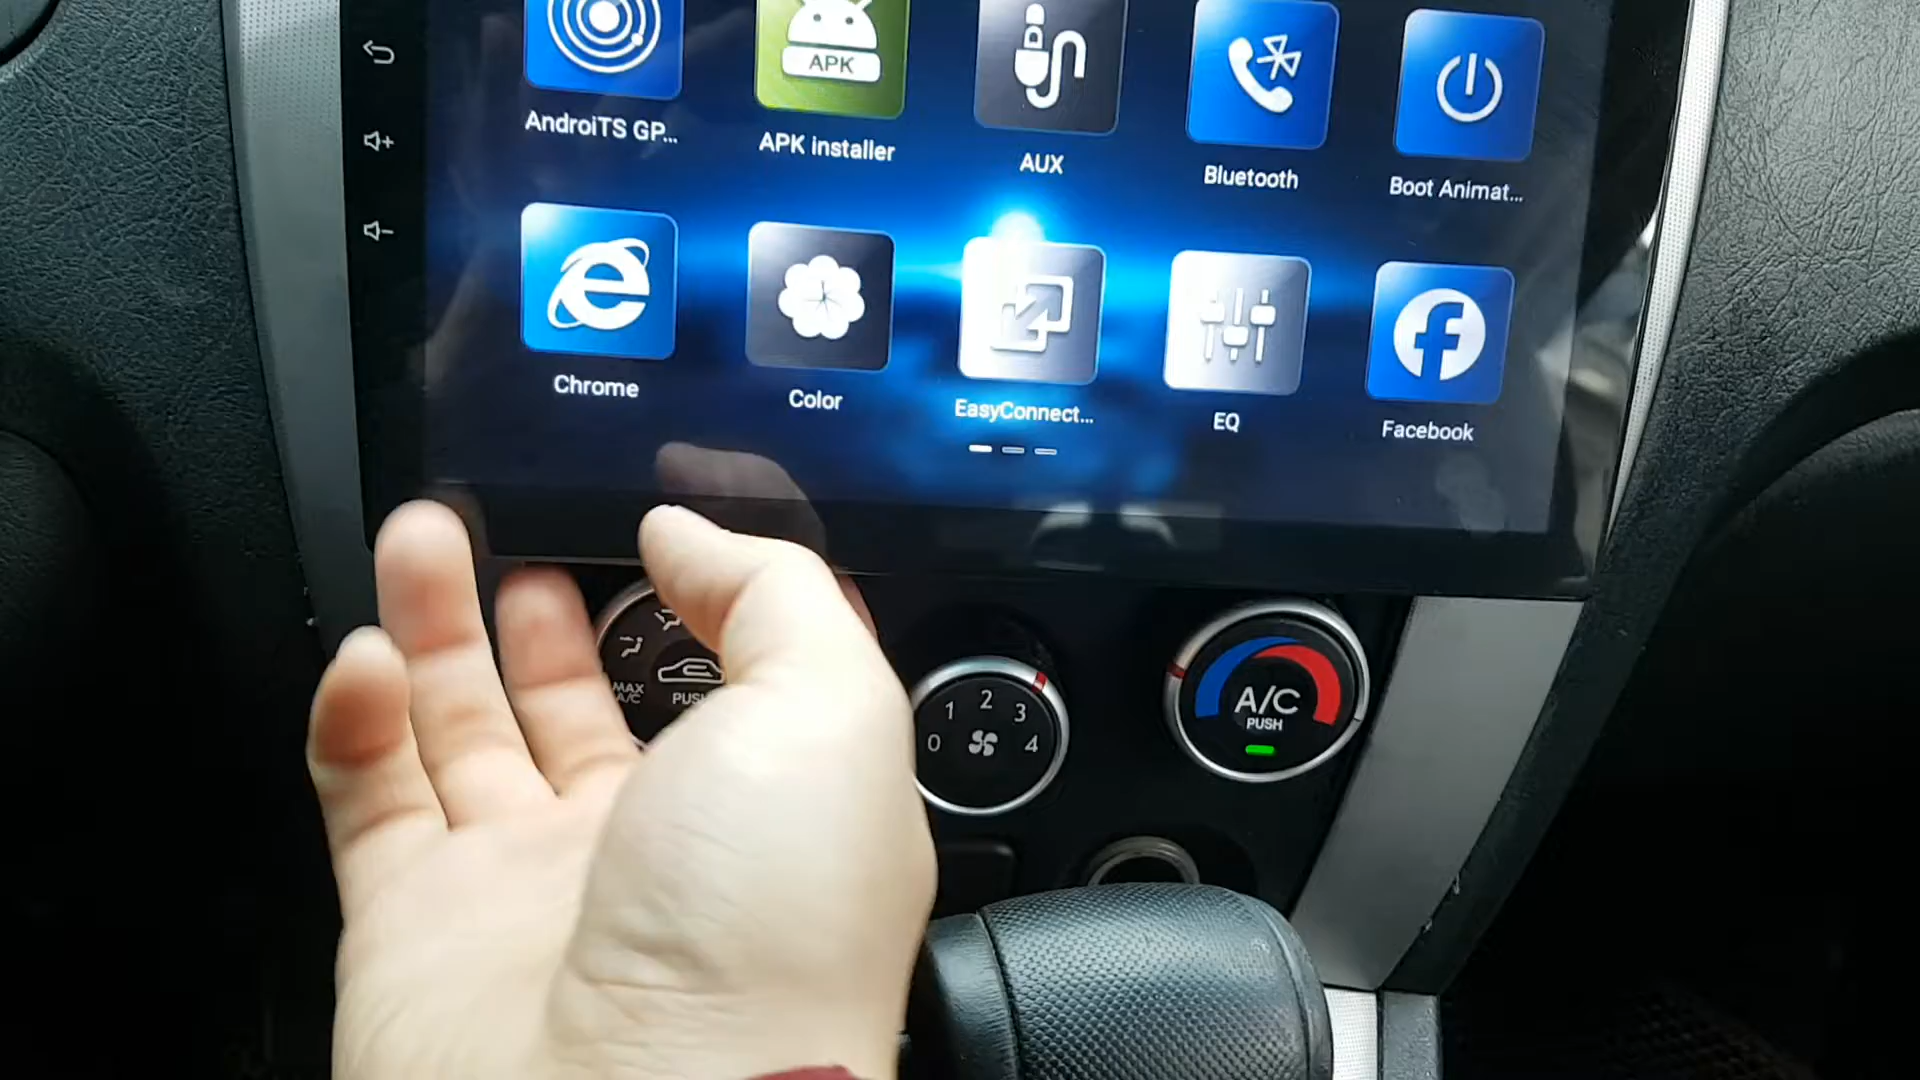 APK
AndroiTS GP...
APK installer
AUX
Bluetooth
Boot Animat...
Chrome
Color
EasyConnect...
EQ
Facebook
MAX
A/C
PUSH
0
1
2
3
4
A/C
PUSH